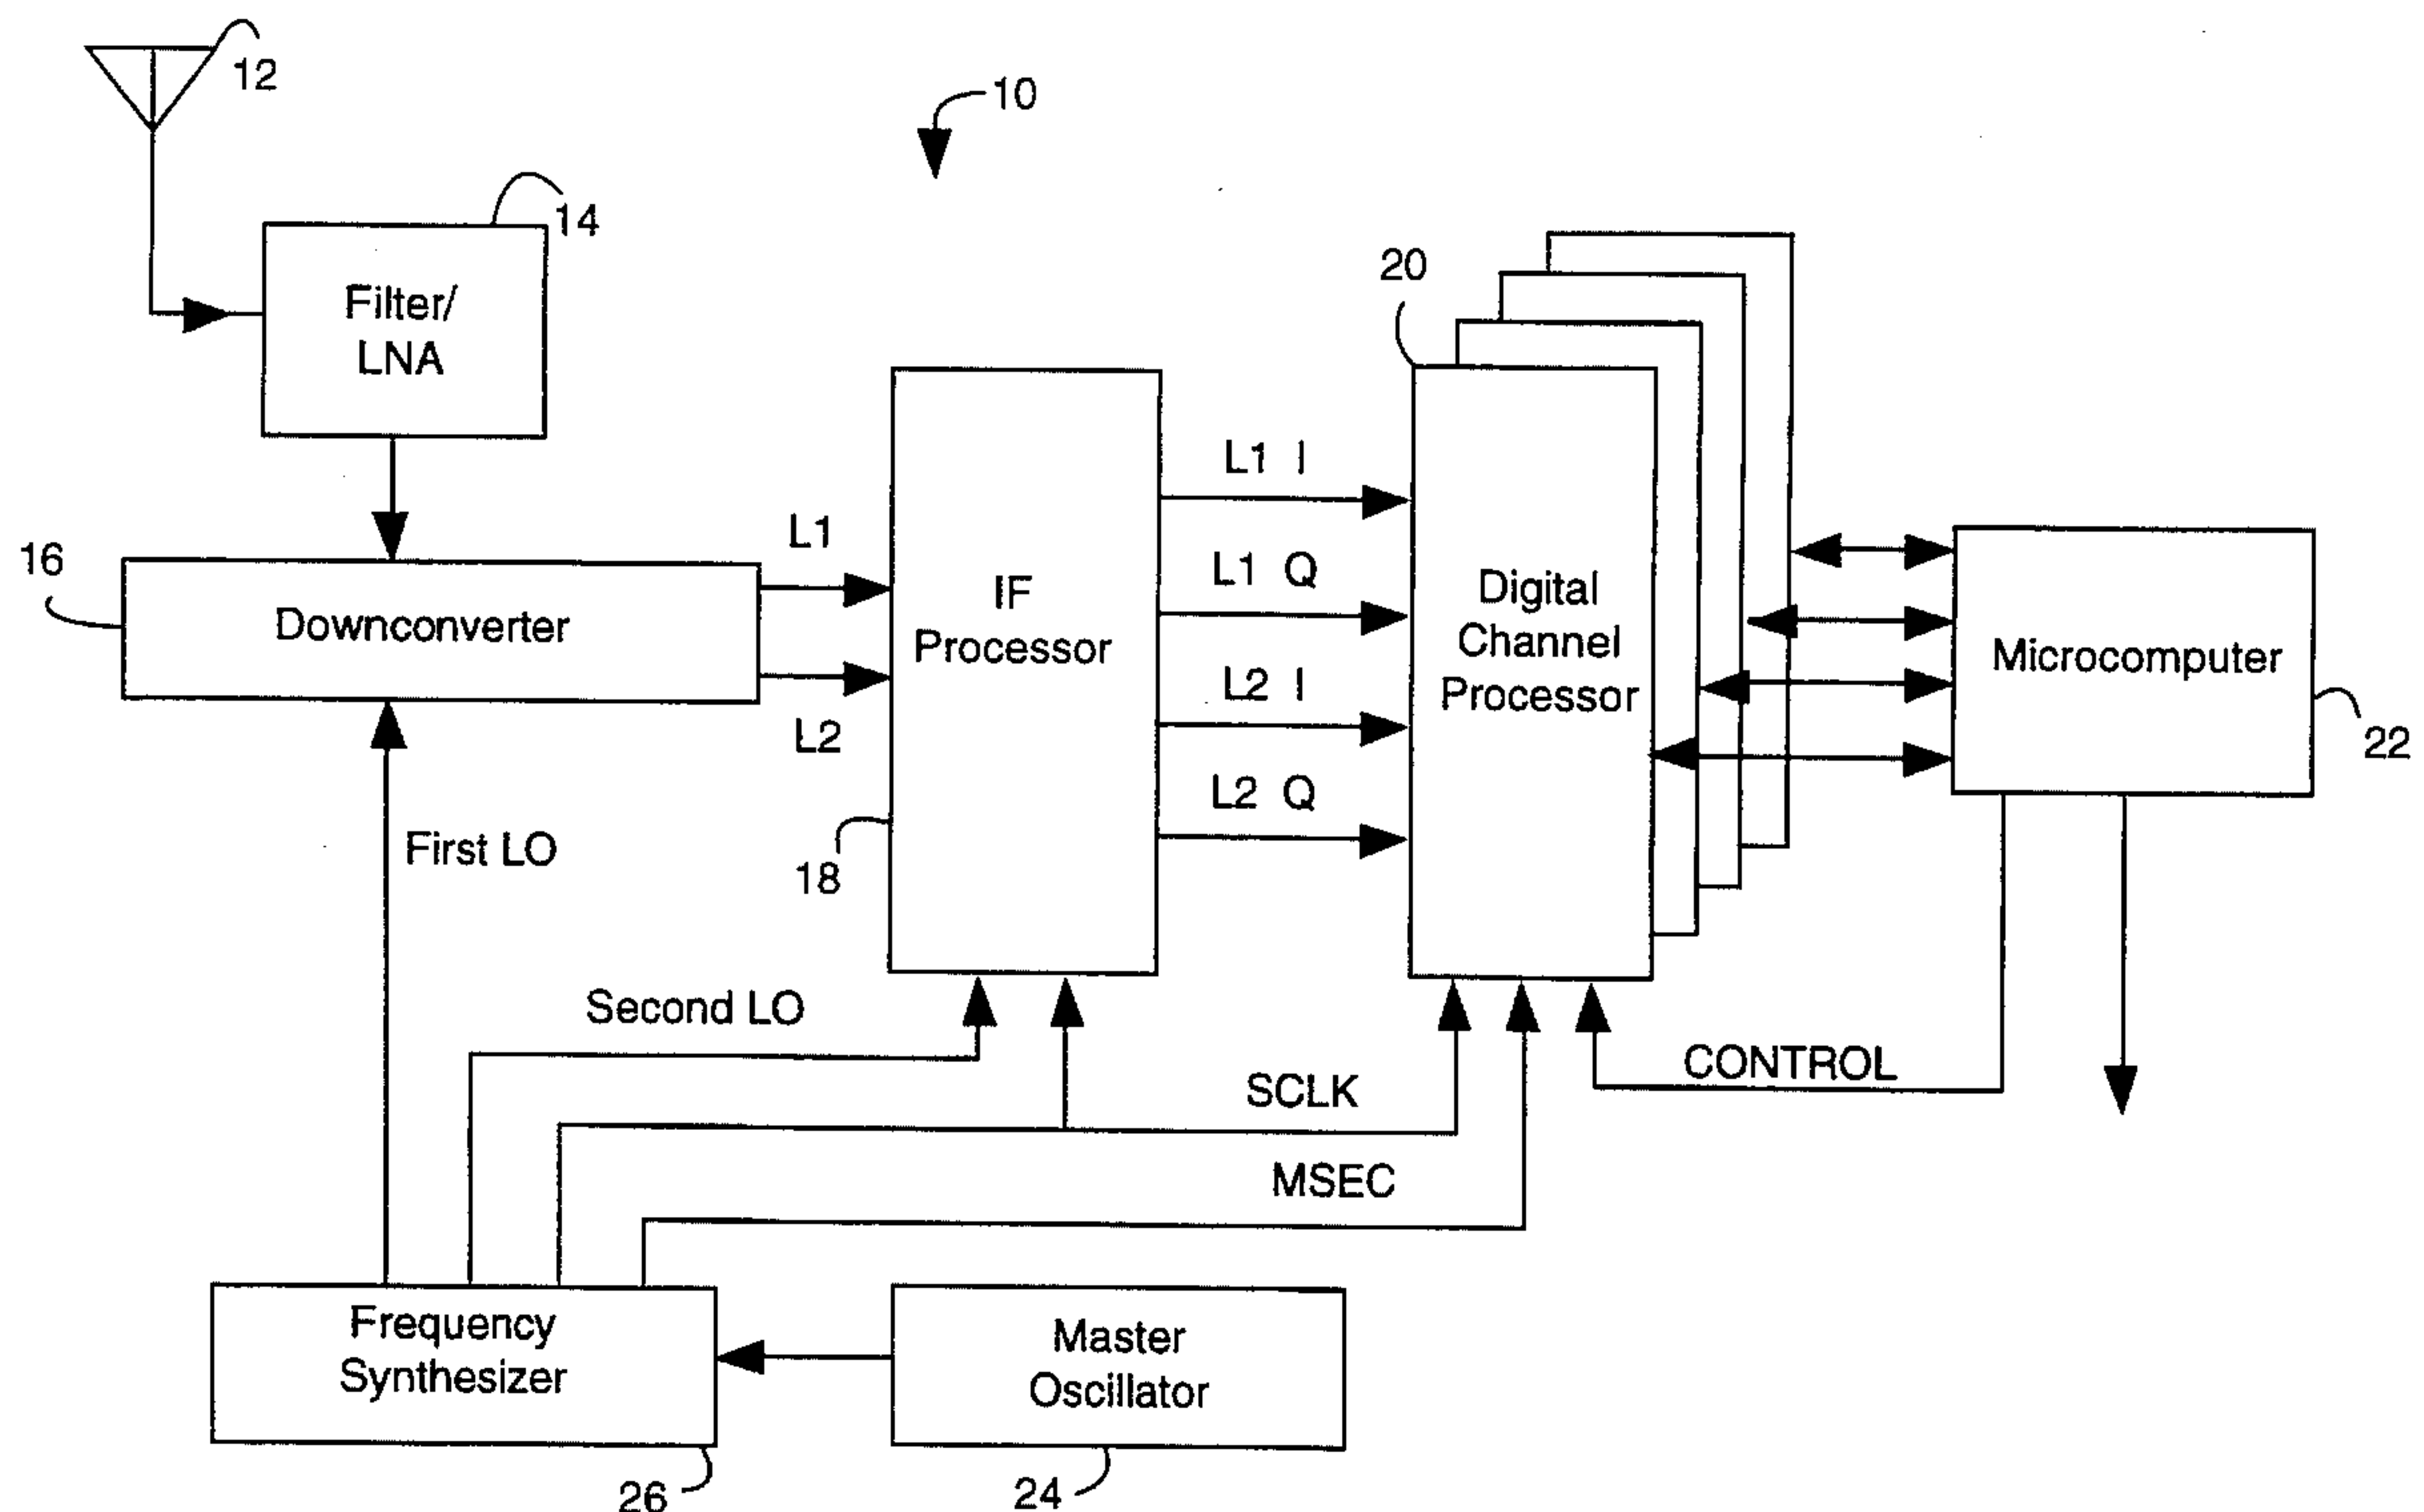 12
10
14
Filter/
LNA
20
16
Downconverter
L1
L2
IF
Processor
18
L1 I
L1 Q
L2 I
L2 Q
Digital
Channel
Processor
Microcomputer
22
First LO
Second LO
SCLK
MSEC
CONTROL
Frequency
Synthesizer
26
Master
Oscillator
24